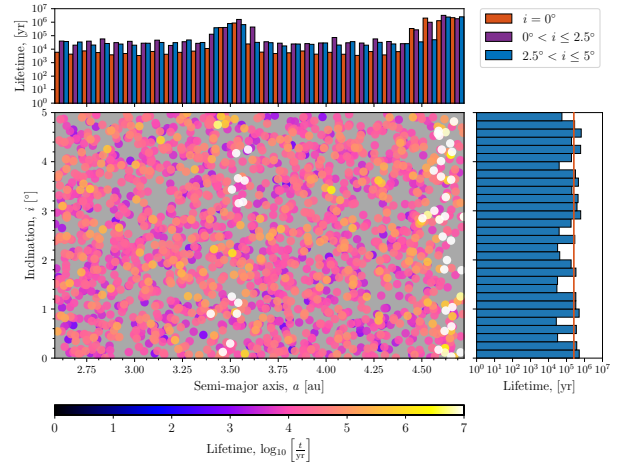 10^7
10^6
10^5
10^4
10^3
10^2
10^1
10^0
Lifetime, [yr]
i = 0°
0° < i ≤ 2.5°
2.5° < i ≤ 5°
5
4
3
2
1
0
Inclination, i [°]
2.75 3.00 3.25 3.50 3.75 4.00 4.25 4.50
Semi-major axis, a [au]
10^0 10^1 10^2 10^3 10^4 10^5 10^6 10^7
Lifetime, [yr]
0 1 2 3 4 5 6 7
Lifetime, log₁₀ [t/yr]